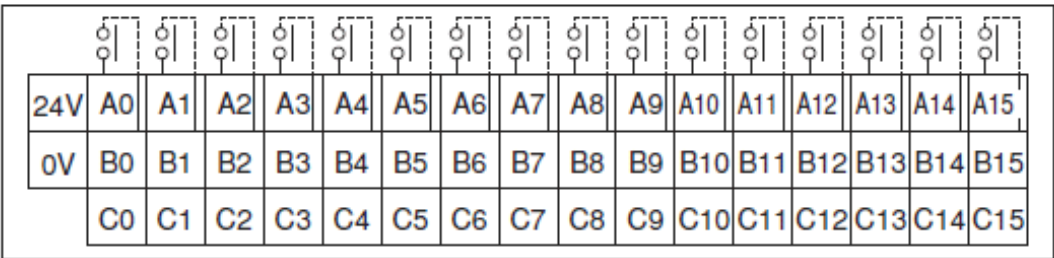 24V A0 A1 A2 A3 A4 A5 A6 A7 A8 A9 A10 A11 A12 A13 A14 A15
0V B0 B1 B2 B3 B4 B5 B6 B7 B8 B9 B10 B11 B12 B13 B14 B15
C0 C1 C2 C3 C4 C5 C6 C7 C8 C9 C10 C11 C12 C13 C14 C15